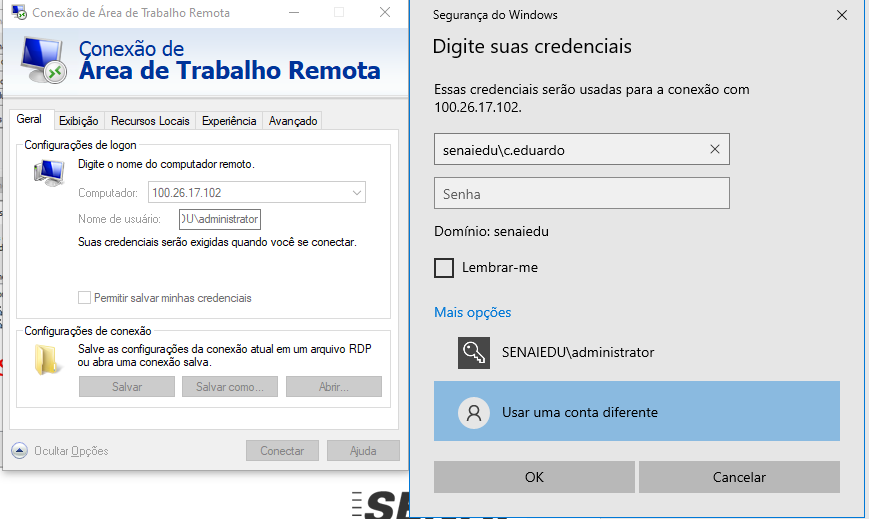 Conexão de Área de Trabalho Remota
Conexão de
Área de Trabalho Remota
Geral
Exibição
Recursos Locais
Experiência
Avançado
Configurações de logon
Digite o nome do computador remoto.
Computador:
100.26.17.102
Nome de usuário:
DU\administrator
Suas credenciais serão exigidas quando você se conectar.
Permitir salvar minhas credenciais
Configurações de conexão
Salve as configurações da conexão atual em um arquivo RDP
ou abra uma conexão salva.
Salvar
Salvar como...
Abrir...
Ocultar Opções
Conectar
Ajuda
Segurança do Windows
Digite suas credenciais
Essas credenciais serão usadas para a conexão com
100.26.17.102.
senaiedu\c.eduardo
Senha
Domínio: senaiedu
Lembrar-me
Mais opções
SENAIEDU\administrator
Usar uma conta diferente
OK
Cancelar